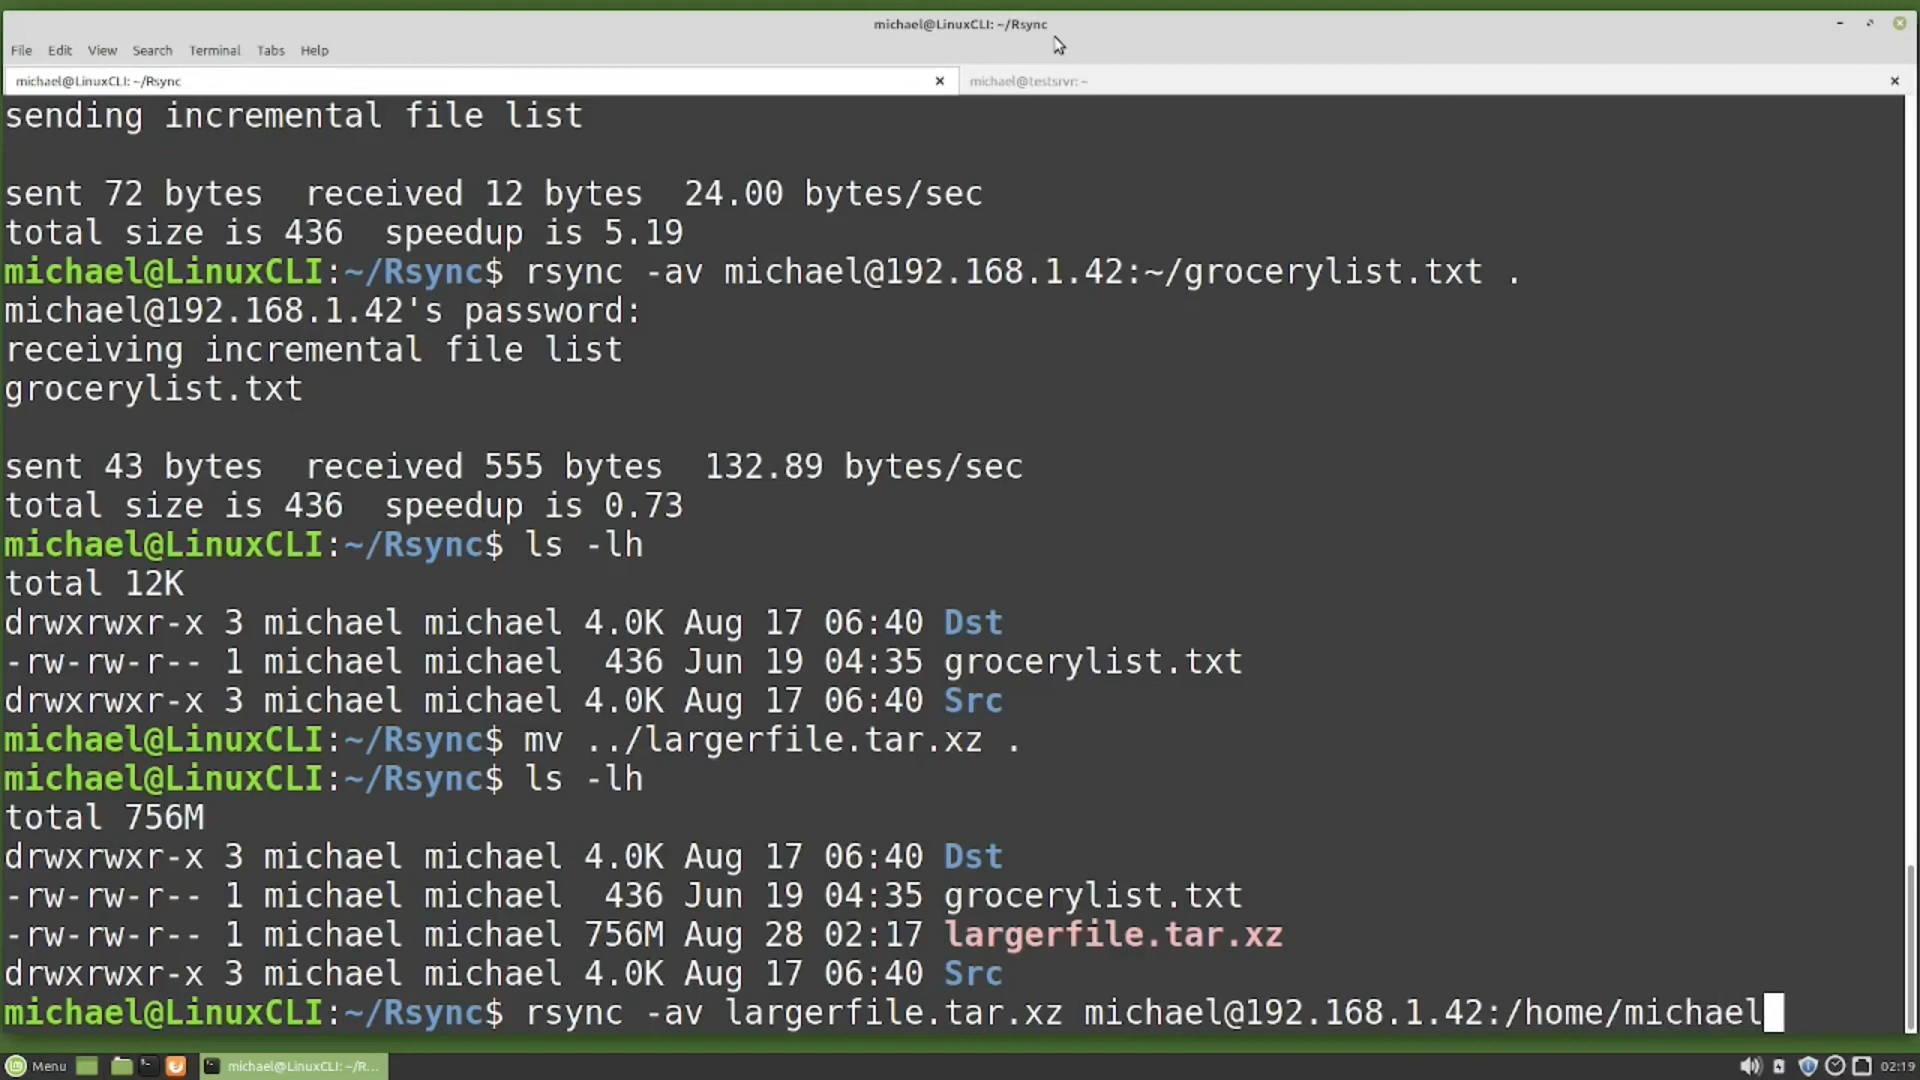 michael@LinuxCLI: ~/Rsync
File Edit View Search Terminal Tabs Help
michael@LinuxCLI: ~/Rsync × michael@testsrvr: ~ ×
sending incremental file list
sent 72 bytes  received 12 bytes  24.00 bytes/sec
total size is 436  speedup is 5.19
michael@LinuxCLI:~/Rsync$ rsync -av michael@192.168.1.42:~/grocerylist.txt .
michael@192.168.1.42's password:
receiving incremental file list
grocerylist.txt
sent 43 bytes  received 555 bytes  132.89 bytes/sec
total size is 436  speedup is 0.73
michael@LinuxCLI:~/Rsync$ ls -lh
total 12K
drwxrwxr-x 3 michael michael 4.0K Aug 17 06:40 Dst
-rw-rw-r-- 1 michael michael  436 Jun 19 04:35 grocerylist.txt
drwxrwxr-x 3 michael michael 4.0K Aug 17 06:40 Src
michael@LinuxCLI:~/Rsync$ mv ../largerfile.tar.xz .
michael@LinuxCLI:~/Rsync$ ls -lh
total 756M
drwxrwxr-x 3 michael michael 4.0K Aug 17 06:40 Dst
-rw-rw-r-- 1 michael michael  436 Jun 19 04:35 grocerylist.txt
-rw-rw-r-- 1 michael michael 756M Aug 28 02:17 largerfile.tar.xz
drwxrwxr-x 3 michael michael 4.0K Aug 17 06:40 Src
michael@LinuxCLI:~/Rsync$ rsync -av largerfile.tar.xz michael@192.168.1.42:/home/michael
Menu michael@LinuxCLI: ~/R... 02:19